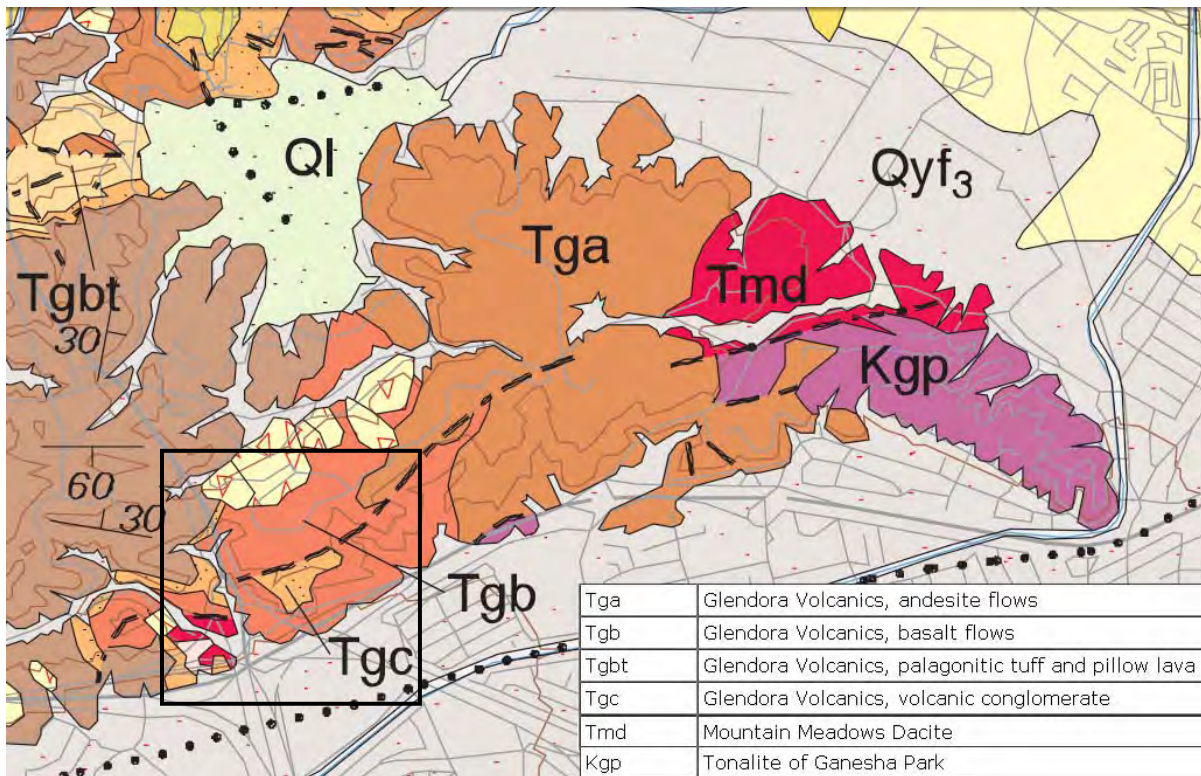 Ql
Qyf3
Tga
Tmd
Tgbt
30
Kgp
60
30
Tgb
Tgc
Tga Glendora Volcanics, andesite flows
Tgb Glendora Volcanics, basalt flows
Tgbt Glendora Volcanics, palagonitic tuff and pillow lava
Tgc Glendora Volcanics, volcanic conglomerate
Tmd Mountain Meadows Dacite
Kgp Tonalite of Ganesha Park